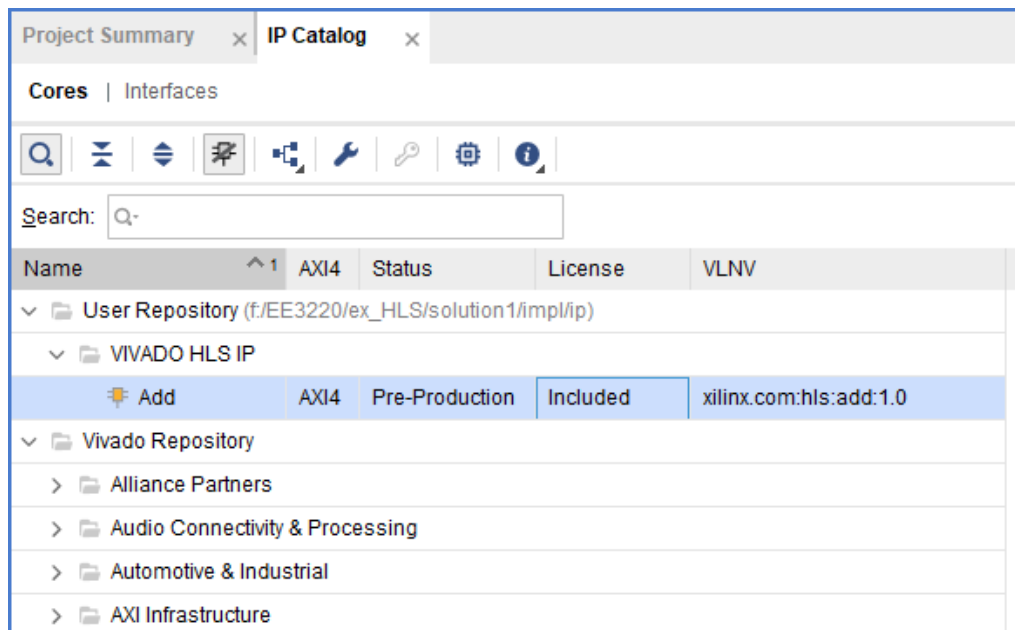 Project Summary × IP Catalog ×
Cores | Interfaces
Search:
Name 1 AXI4 Status License VLNV
User Repository (f:/EE3220/ex_HLS/solution1/impl/ip)
VIVADO HLS IP
Add AXI4 Pre-Production Included xilinx.com:hls:add:1.0
Vivado Repository
Alliance Partners
Audio Connectivity & Processing
Automotive & Industrial
AXI Infrastructure